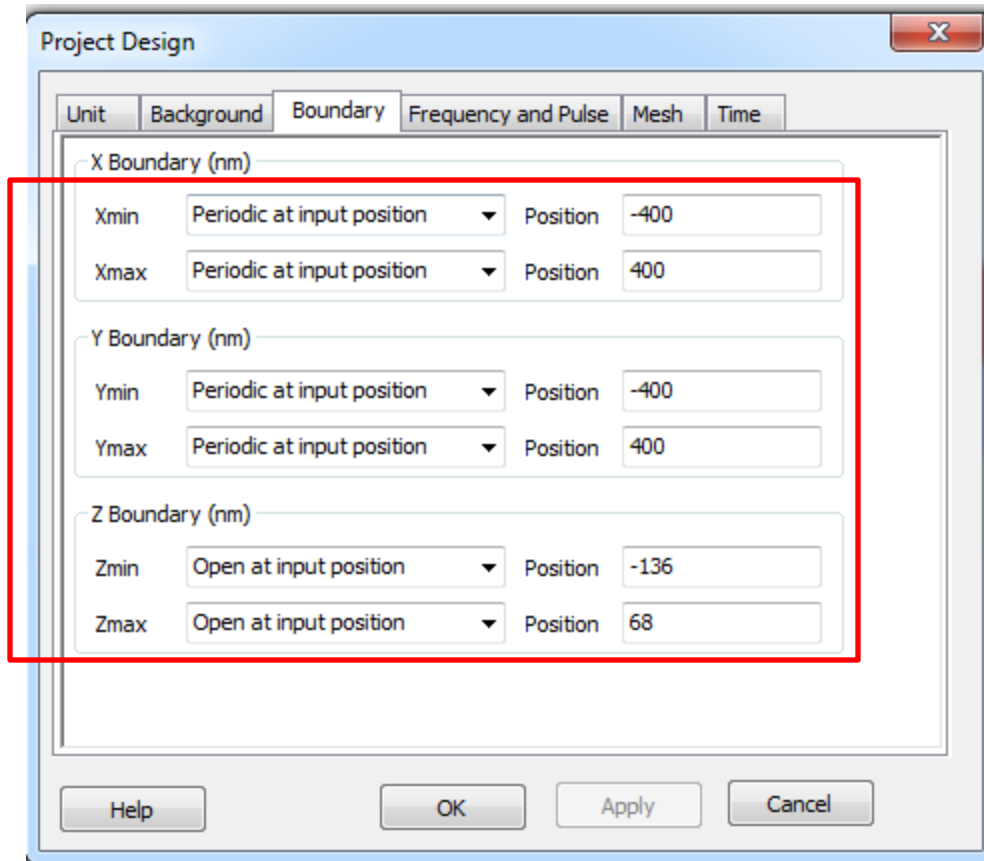 Project Design
Unit Background Boundary Frequency and Pulse Mesh Time
X Boundary (nm)
Xmin Periodic at input position Position -400
Xmax Periodic at input position Position 400
Y Boundary (nm)
Ymin Periodic at input position Position -400
Ymax Periodic at input position Position 400
Z Boundary (nm)
Zmin Open at input position Position -136
Zmax Open at input position Position 68
Help OK Apply Cancel